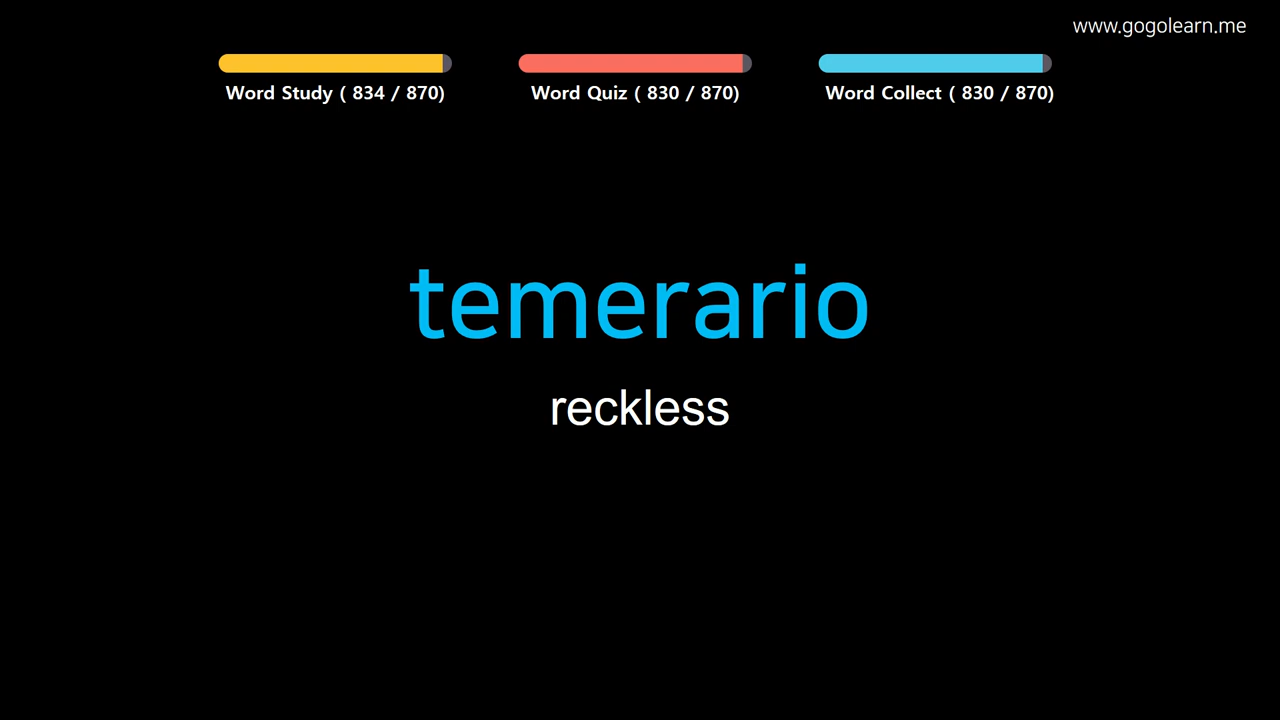 www.gogolearn.me
Word Study ( 834 / 870)
Word Quiz ( 830 / 870)
Word Collect ( 830 / 870)
temerario
reckless